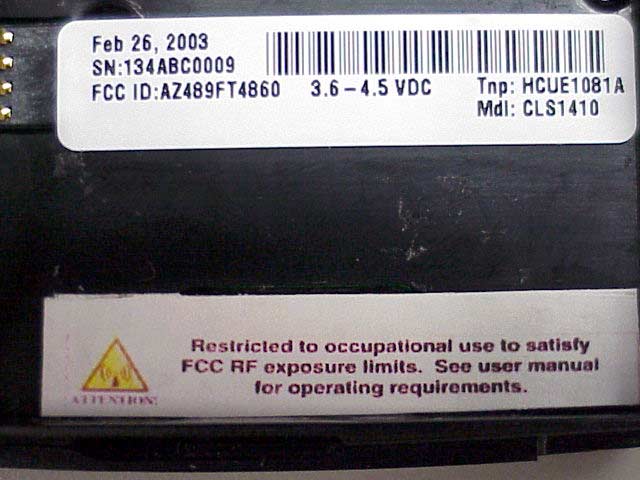 Feb 26, 2003
SN:134ABC0009
FCC ID:AZ489FT4860 3.6-4.5 VDC Tnp: HCUE1081A
Mdl: CLS1410
Restricted to occupational use to satisfy
FCC RF exposure limits. See user manual
for operating requirements.
ATTENTION!